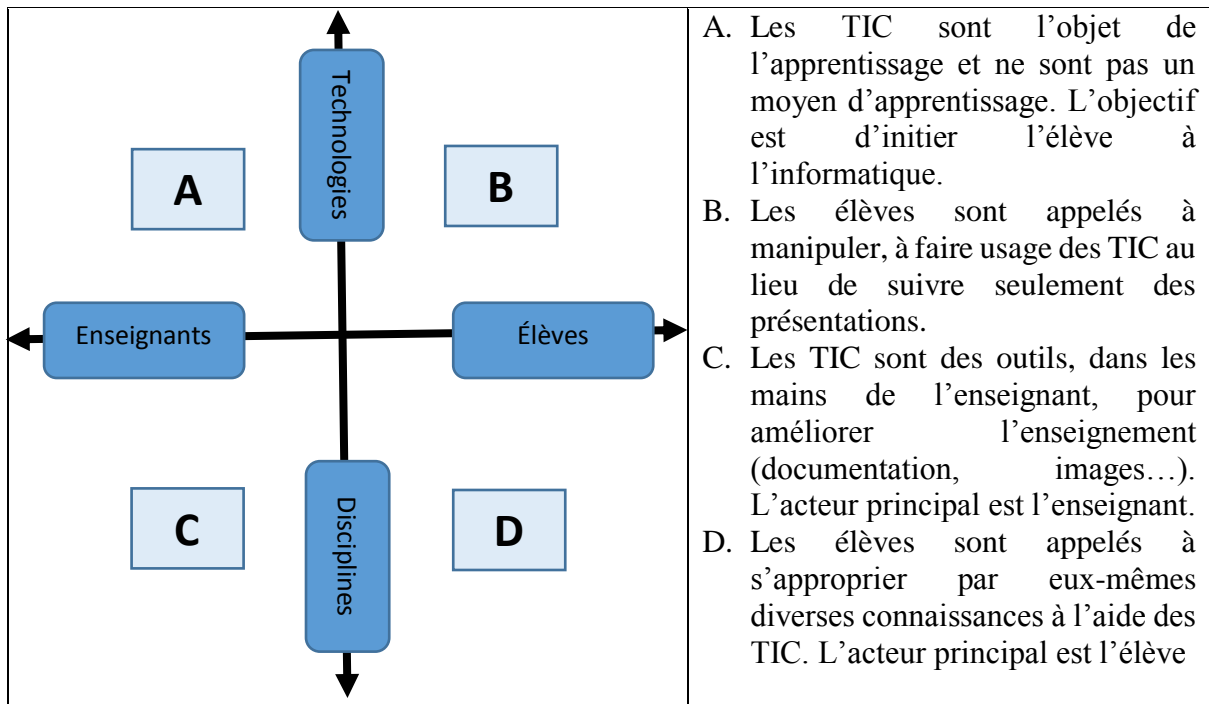 Technologies
A
B
Enseignants
Élèves
C
D
Disciplines
A. Les TIC sont l’objet de
l’apprentissage et ne sont pas un
moyen d’apprentissage. L’objectif
est d’initier l’élève à
l’informatique.
B. Les élèves sont appelés à
manipuler, à faire usage des TIC au
lieu de suivre seulement des
présentations.
C. Les TIC sont des outils, dans les
mains de l’enseignant, pour
améliorer l’enseignement
(documentation, images…).
L’acteur principal est l’enseignant.
D. Les élèves sont appelés à
s’approprier par eux-mêmes
diverses connaissances à l’aide des
TIC. L’acteur principal est l’élève